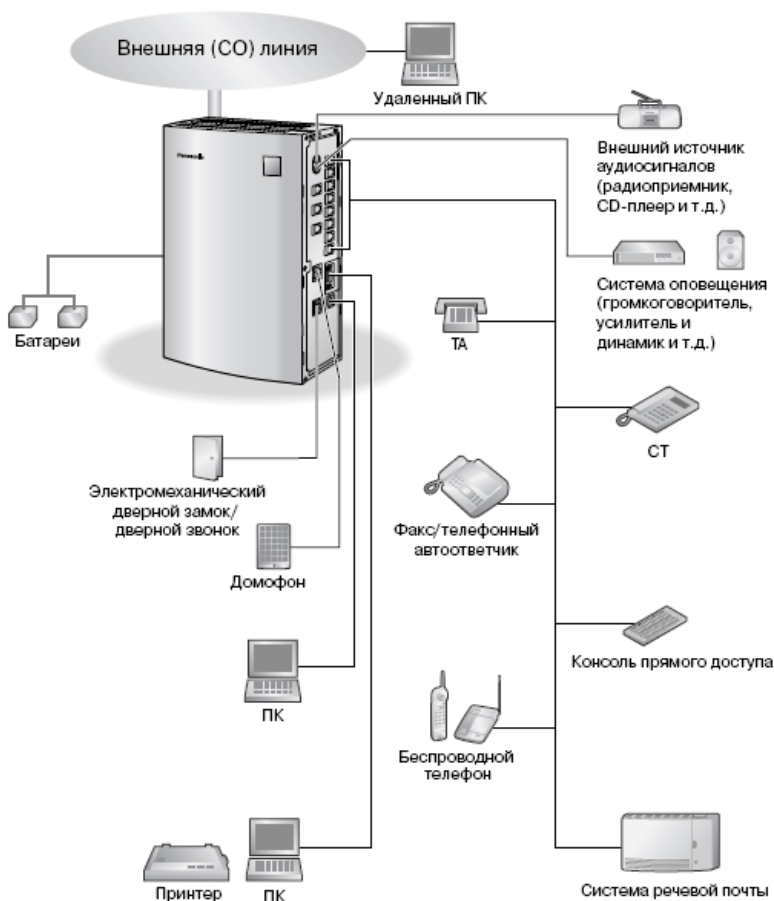 Внешняя (СО) линия
Удаленный ПК
Внешний источник
аудиосигналов
(радиоприемник,
CD-плеер и т.д.)
Система оповещения
(громкоговоритель,
усилитель и
динамик и т.д.)
Батареи
ТА
СТ
Электромеханический
дверной замок/
дверной звонок
Факс/телефонный
автоответчик
Домофон
Консоль прямого доступа
ПК
Беспроводной
телефон
Принтер
ПК
Система речевой почты